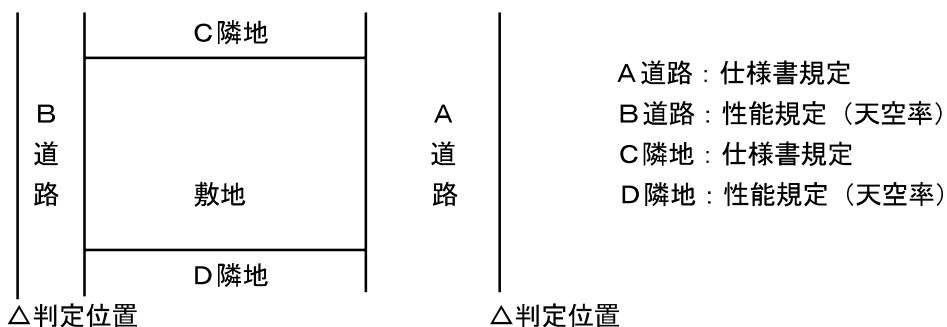 C隣地
B道路
敷地
A道路
D隣地
△判定位置
△判定位置
A道路：仕様書規定
B道路：性能規定（天空率）
C隣地：仕様書規定
D隣地：性能規定（天空率）